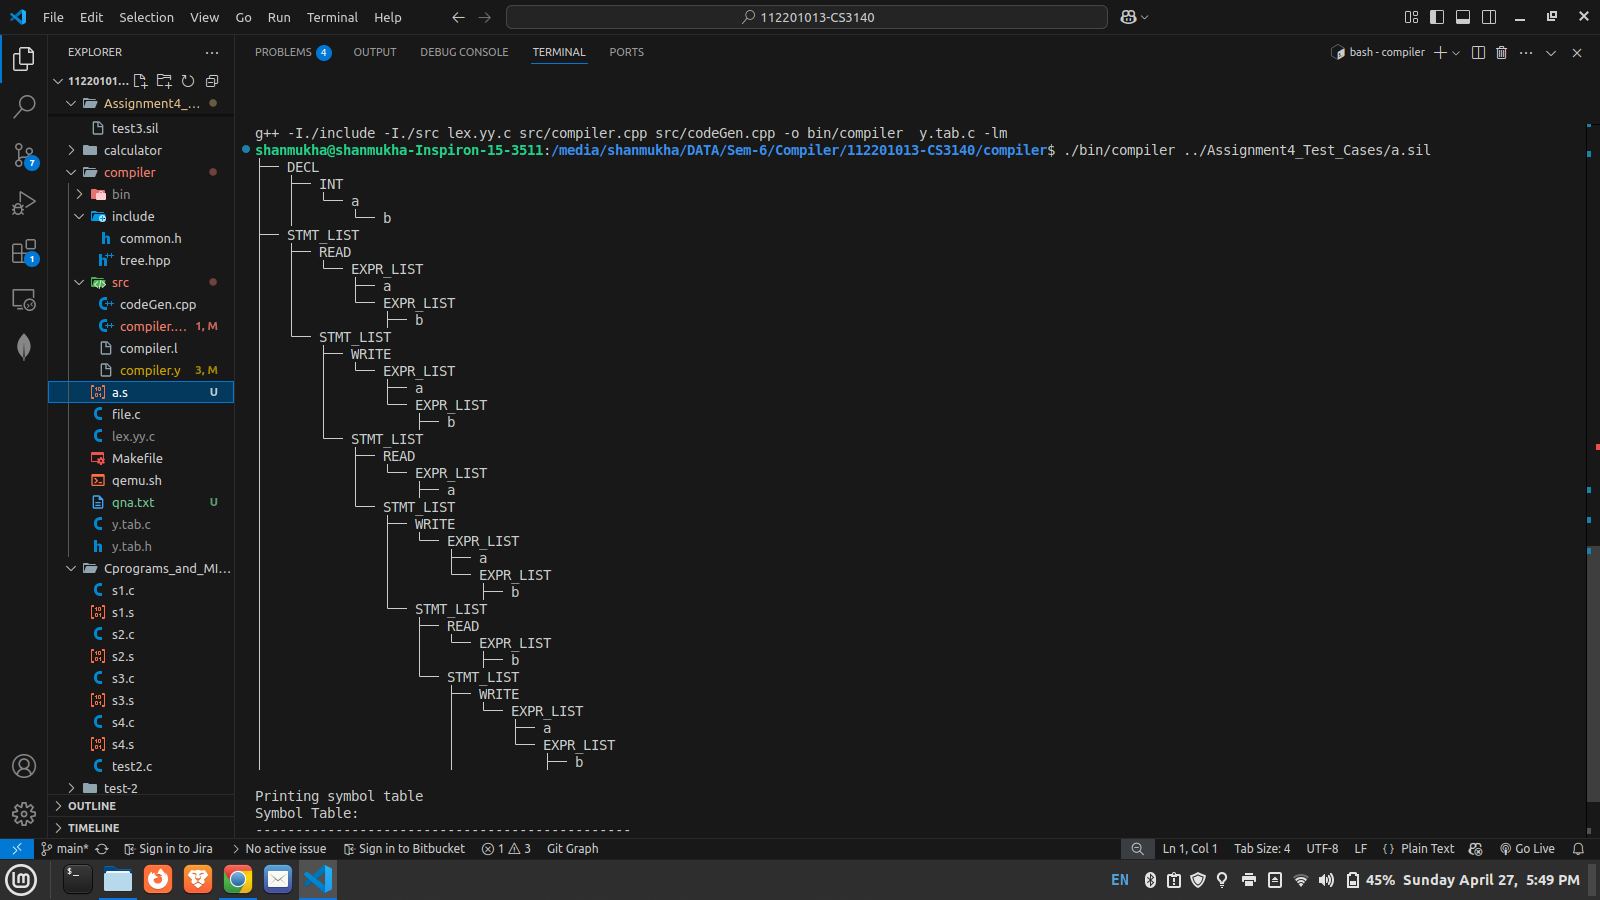 File Edit Selection View Go Run Terminal Help
112201013-CS3140
EXPLORER
11220101...
Assignment4_...
test3.sil
calculator
compiler
bin
include
common.h
tree.hpp
src
codeGen.cpp
compiler.... 1, M
compiler.l
compiler.y 3, M
a.s U
file.c
lex.yy.c
Makefile
qemu.sh
qna.txt U
y.tab.c
y.tab.h
Cprograms_and_MI...
s1.c
s1.s
s2.c
s2.s
s3.c
s3.s
s4.c
s4.s
test2.c
test-2
OUTLINE
TIMELINE
7
1
PROBLEMS 4 OUTPUT DEBUG CONSOLE TERMINAL PORTS
bash - compiler
g++ -I./include -I./src lex.yy.c src/compiler.cpp src/codeGen.cpp -o bin/compiler y.tab.c -lm
shanmukha@shanmukha-Inspiron-15-3511:/media/shanmukha/DATA/Sem-6/Compiler/112201013-CS3140/compiler$ ./bin/compiler ../Assignment4_Test_Cases/a.sil
DECL
INT
a
b
STMT_LIST
READ
EXPR_LIST
a
EXPR_LIST
b
STMT_LIST
WRITE
EXPR_LIST
a
EXPR_LIST
b
STMT_LIST
READ
EXPR_LIST
a
STMT_LIST
WRITE
EXPR_LIST
a
EXPR_LIST
b
STMT_LIST
READ
EXPR_LIST
b
STMT_LIST
WRITE
EXPR_LIST
a
EXPR_LIST
b
Printing symbol table
Symbol Table:
-----------------------------------------------
main* Sign in to Jira No active issue Sign in to Bitbucket 1 3 Git Graph
Ln 1, Col 1 Tab Size: 4 UTF-8 LF {} Plain Text Go Live
EN 45% Sunday April 27, 5:49 PM